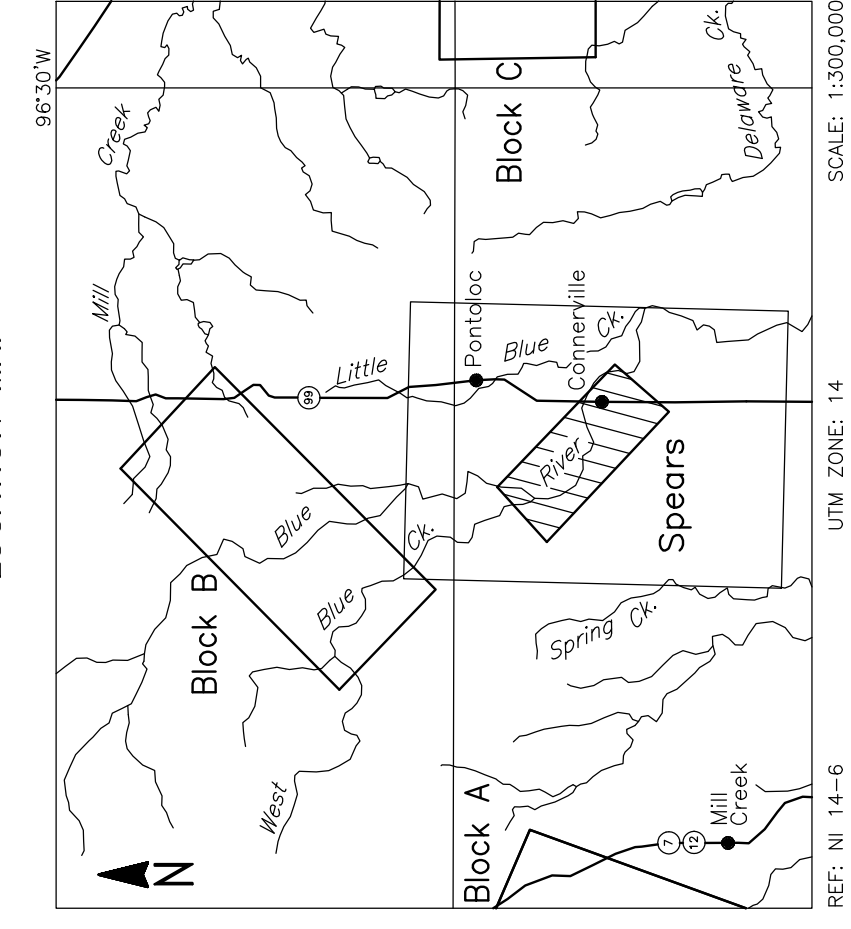 96°30'W
Creek
Mill
Block B
Blue
99
Little
West
Blue
Ck.
Block A
Pontoloc
Block C
Blue
Ck.
Connerville
River
Spears
Spring Ck.
Delaware Ck.
7
12
Mill
Creek
N
REF: NI 14-6
UTM ZONE: 14
SCALE: 1:300,000